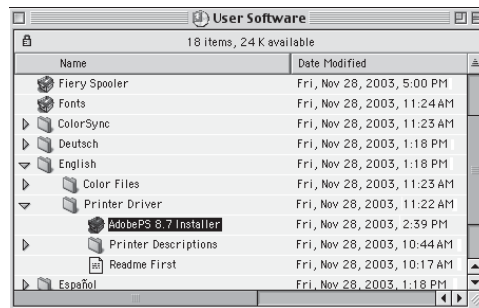 User Software
18 items, 24 K available
Name Date Modified
Fiery Spooler Fri, Nov 28, 2003, 5:00 PM
Fonts Fri, Nov 28, 2003, 11:24 AM
ColorSync Fri, Nov 28, 2003, 11:23 AM
Deutsch Fri, Nov 28, 2003, 1:18 PM
English Fri, Nov 28, 2003, 1:18 PM
Color Files Fri, Nov 28, 2003, 11:23 AM
Printer Driver Fri, Nov 28, 2003, 11:22 AM
AdobePS 8.7 Installer Fri, Nov 28, 2003, 2:39 PM
Printer Descriptions Fri, Nov 28, 2003, 10:44 AM
Readme First Fri, Nov 28, 2003, 10:17 AM
Español Fri, Nov 28, 2003, 1:18 PM